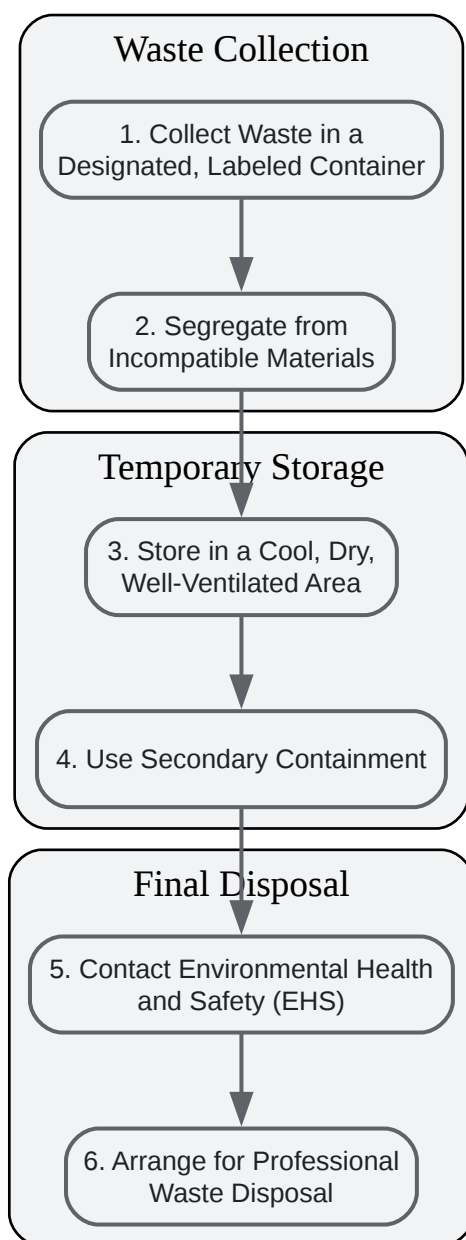 Waste Collection
1. Collect Waste in a
Designated, Labeled Container
2. Segregate from
Incompatible Materials
Temporary Storage
3. Store in a Cool, Dry,
Well-Ventilated Area
4. Use Secondary Containment
Final Disposal
5. Contact Environmental Health
and Safety (EHS)
6. Arrange for Professional
Waste Disposal